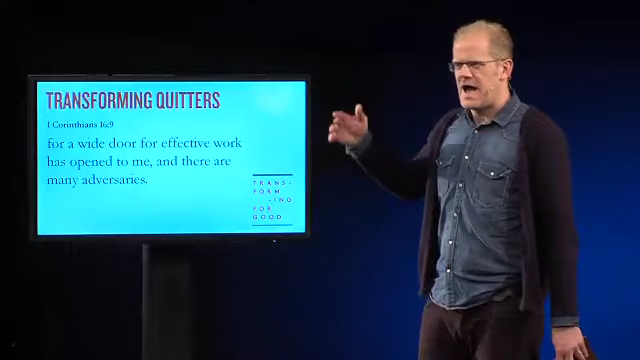 TRANSFORMING QUITTERS
1 Corinthians 16:9
for a wide door for effective work
has opened to me, and there are
many adversaries.
TRANS-
FORM
-ING
FOR
GOOD